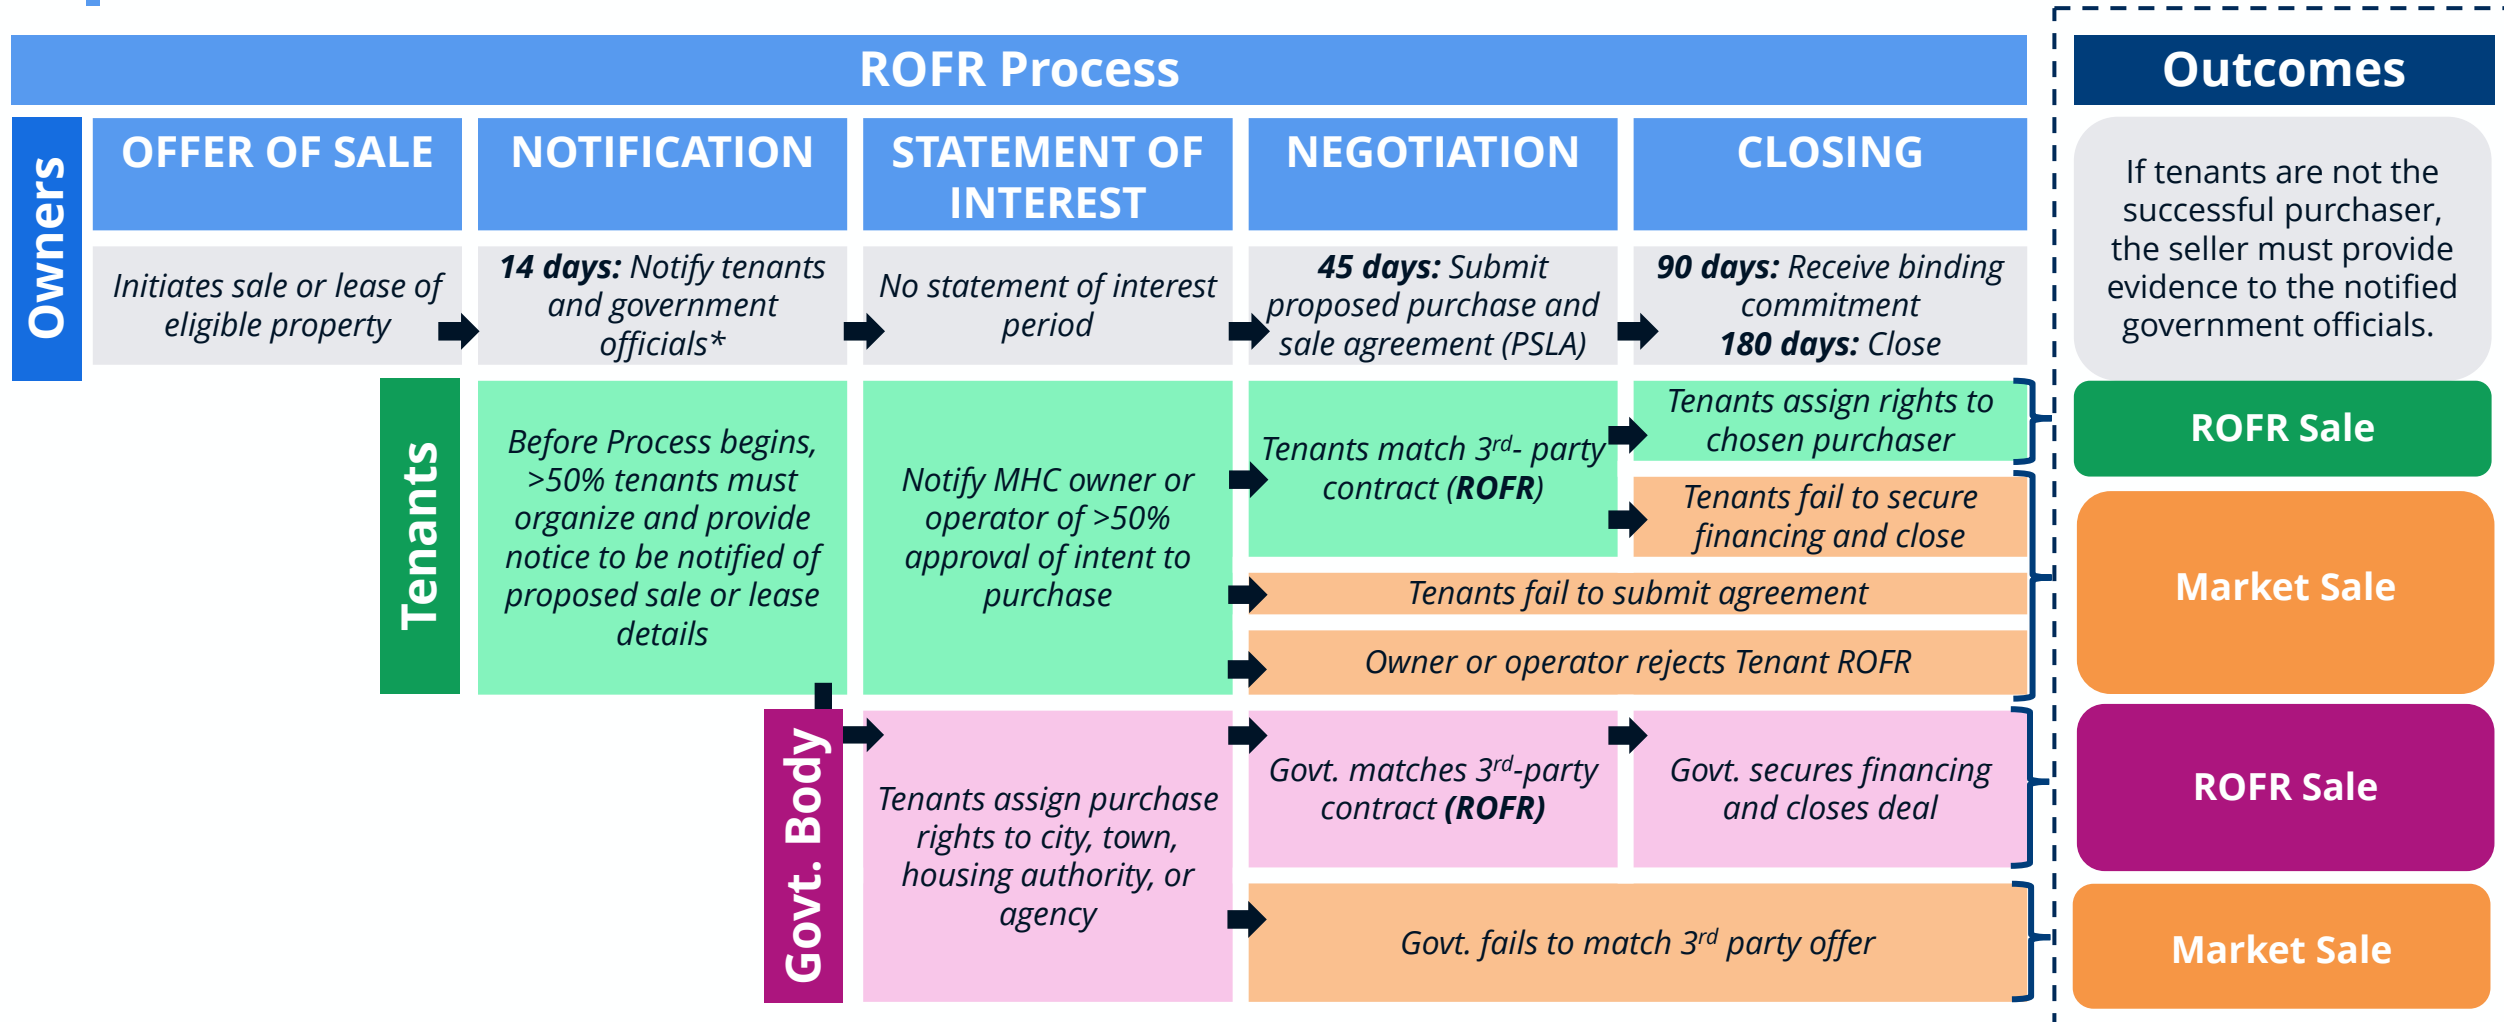 ROFR Process
Outcomes
Owners
OFFER OF SALE
NOTIFICATION
STATEMENT OF
INTEREST
NEGOTIATION
CLOSING
Initiates sale or lease of
eligible property
14 days: Notify tenants
and government
officials*
No statement of interest
period
45 days: Submit
proposed purchase and
sale agreement (PSLA)
90 days: Receive binding
commitment
180 days: Close
If tenants are not the
successful purchaser,
the seller must provide
evidence to the notified
government officials.
Tenants
Before Process begins,
>50% tenants must
organize and provide
notice to be notified of
proposed sale or lease
details
Notify MHC owner or
operator of >50%
approval of intent to
purchase
Tenants match 3rd- party
contract (ROFR)
Tenants assign rights to
chosen purchaser
Tenants fail to secure
financing and close
Tenants fail to submit agreement
Owner or operator rejects Tenant ROFR
ROFR Sale
Market Sale
Govt. Body
Tenants assign purchase
rights to city, town,
housing authority, or
agency
Govt. matches 3rd-party
contract (ROFR)
Govt. secures financing
and closes deal
Govt. fails to match 3rd party offer
ROFR Sale
Market Sale